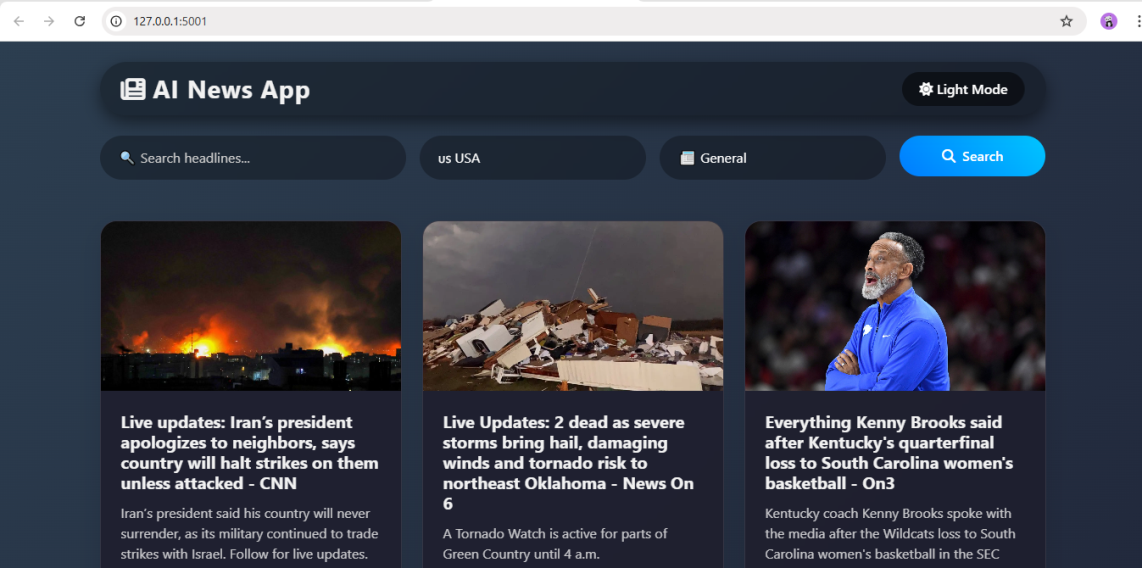 127.0.0.1:5001
AI News App
Light Mode
Search headlines...
us USA
General
Search
Live updates: Iran’s president
apologizes to neighbors, says
country will halt strikes on them
unless attacked - CNN
Iran’s president said his country will never
surrender, as its military continued to trade
strikes with Israel. Follow for live updates.
Live Updates: 2 dead as severe
storms bring hail, damaging
winds and tornado risk to
northeast Oklahoma - News On
6
A Tornado Watch is active for parts of
Green Country until 4 a.m.
Everything Kenny Brooks said
after Kentucky's quarterfinal
loss to South Carolina women's
basketball - On3
Kentucky coach Kenny Brooks spoke with
the media after the Wildcats loss to South
Carolina women's basketball in the SEC